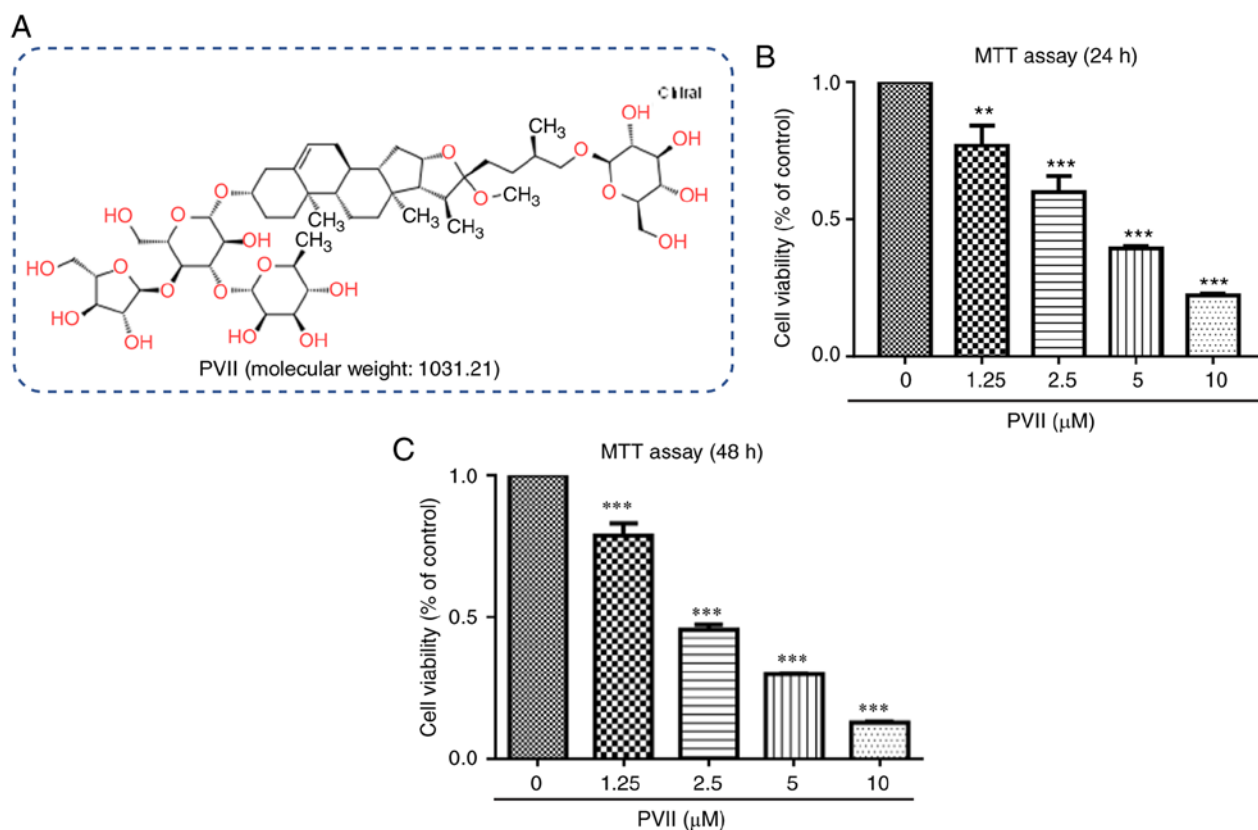 A
Chiral
OH
OH
CH3
O
OH
O
O
OH
O
O
CH3
CH3
CH3
OH
O
O
HO
OH
CH3
HO
O
O
O
O
OH
HO
OH
HO
OH
PVII (molecular weight: 1031.21)
B
MTT assay (24 h)
Cell viability (% of control)
1.0
0.5
0.0
**
***
***
***
0
1.25
2.5
5
10
PVII (μM)
C
MTT assay (48 h)
Cell viability (% of control)
1.0
0.5
0.0
***
***
***
***
0
1.25
2.5
5
10
PVII (μM)